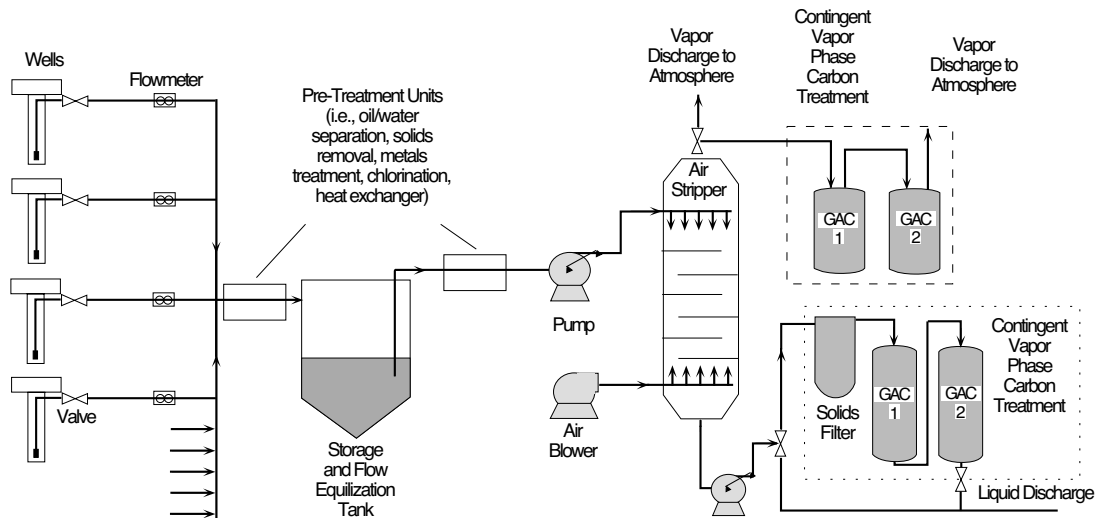 Wells
Flowmeter
Valve
Pre-Treatment Units
(i.e., oil/water
separation, solids
removal, metals
treatment, chlorination,
heat exchanger)
Storage
and Flow
Equilization
Tank
Pump
Air
Blower
Vapor
Discharge to
Atmosphere
Air
Stripper
Contingent
Vapor
Phase
Carbon
Treatment
Vapor
Discharge to
Atmosphere
GAC
1
GAC
2
Solids
Filter
GAC
1
GAC
2
Contingent
Vapor
Phase
Carbon
Treatment
Liquid Discharge